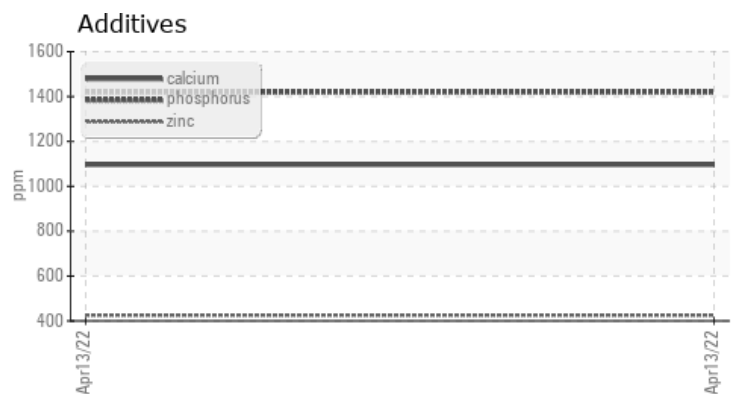 Additives
1600
1400
1200
1000
800
600
400
ppm
calcium
phosphorus
zinc
Apr13/22
Apr13/22